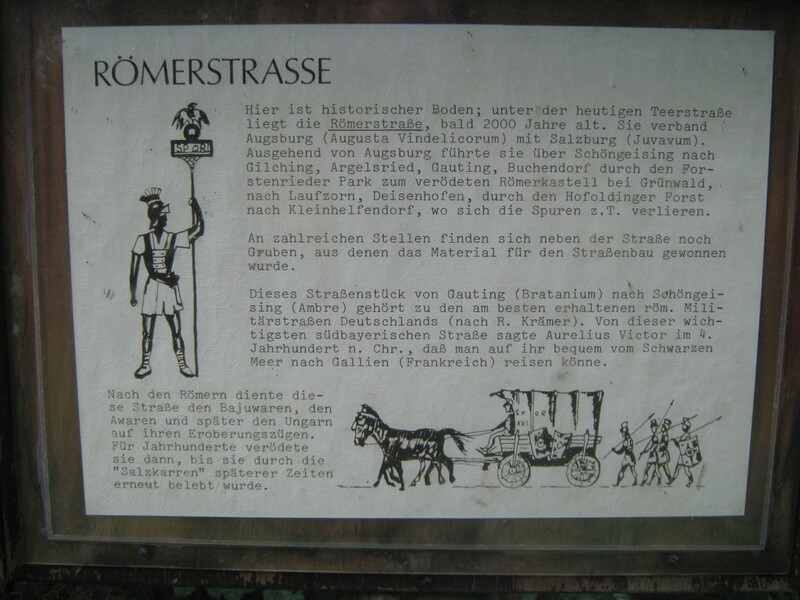 RÖMERSTRASSE
Hier ist historischer Boden; unter der heutigen Teerstraße
liegt die Römerstraße, bald 2000 Jahre alt. Sie verband
Augsburg (Augusta Vindelicorum) mit Salzburg (Juvavum).
Ausgehend von Augsburg führte sie über Schöngeising nach
Gilching, Argelsried, Gauting, Buchendorf durch den For-
stenrieder Park zum verödeten Römerkastell bei Grünwald,
nach Laufzorn, Deisenhofen, durch den Hofoldinger Forst
nach Kleinhelfendorf, wo sich die Spuren z.T. verlieren.
An zahlreichen Stellen finden sich neben der Straße noch
Gruben, aus denen das Material für den Straßenbau gewonnen
wurde.
Dieses Straßenstück von Gauting (Bratanium) nach Schöngei-
sing (Ambre) gehört zu den am besten erhaltenen röm. Mili-
tärstraßen Deutschlands (nach R. Krämer). Von dieser wich-
tigsten südbayerischen Straße sagte Aurelius Victor im 4.
Jahrhundert n. Chr., daß man auf ihr bequem vom Schwarzen
Meer nach Gallien (Frankreich) reisen könne.
Nach den Römern diente die-
se Straße den Bajuwaren, den
Awaren und später den Ungarn
auf ihren Eroberungszügen.
Für Jahrhunderte verödete
sie dann, bis sie durch die
"Salzkarren" späterer Zeiten
erneut belebt wurde.
SPQR
SPQR
XVI